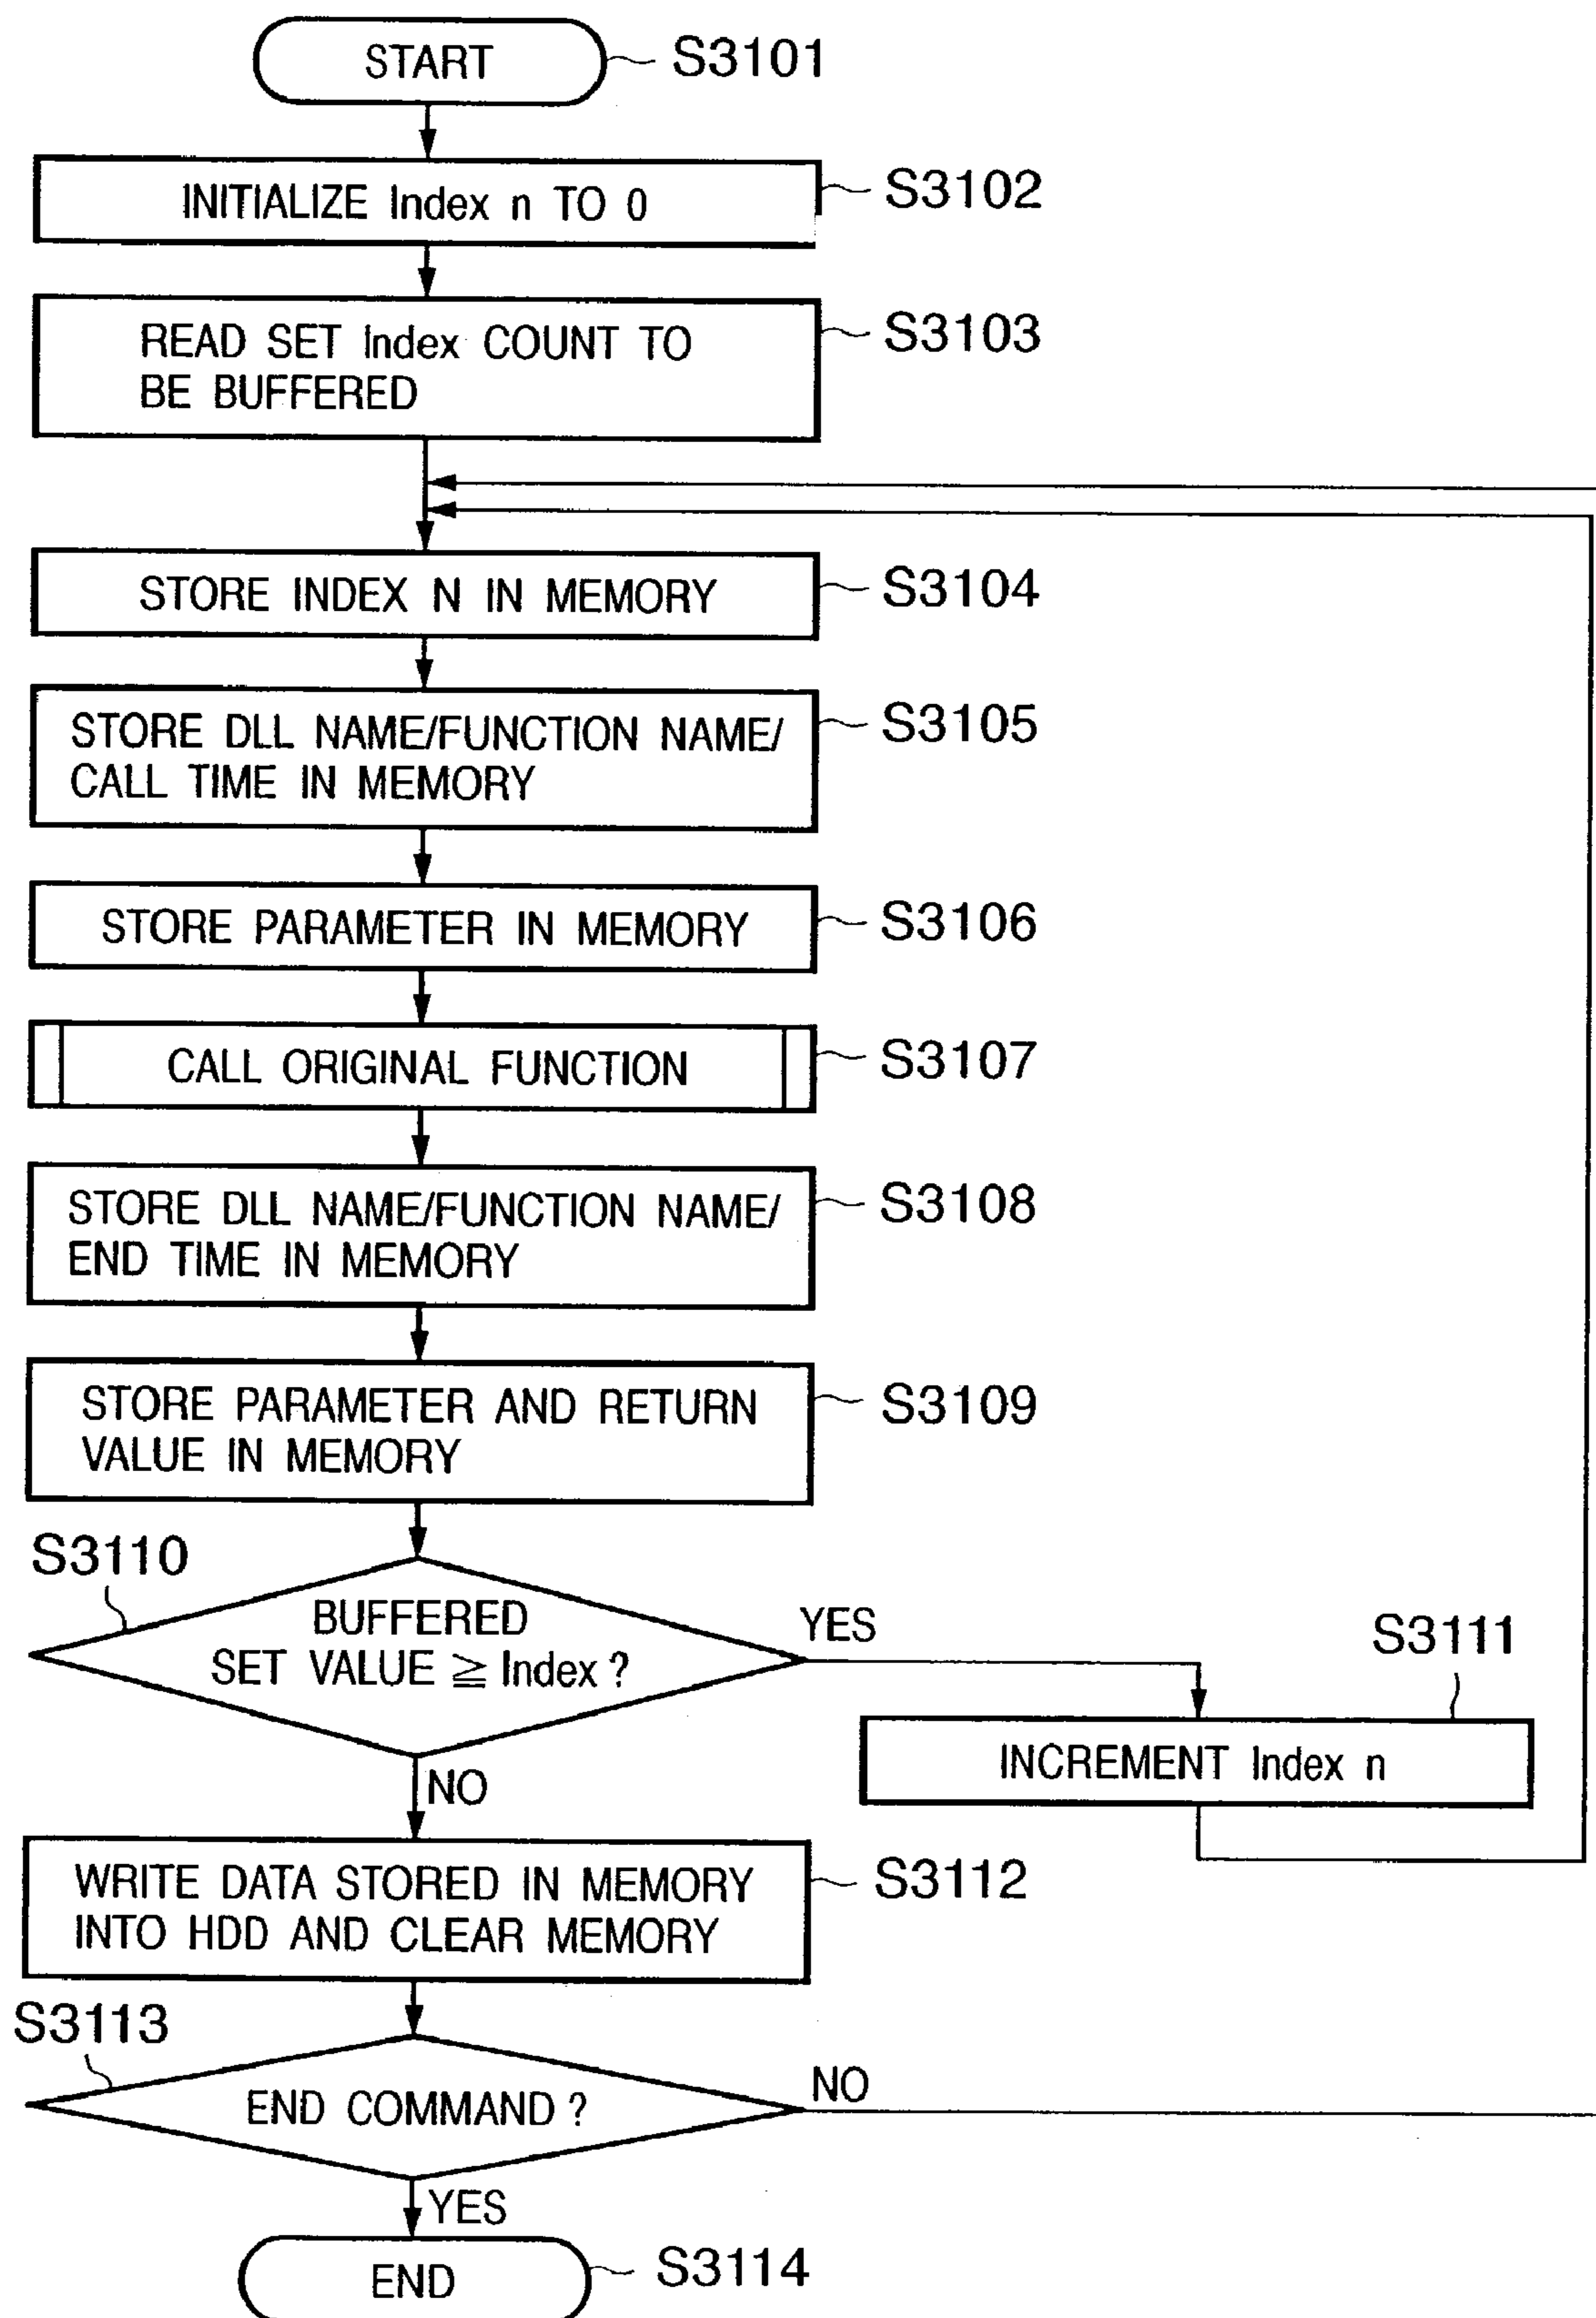 START
S3101
INITIALIZE Index n TO 0
S3102
READ SET Index COUNT TO
BE BUFFERED
S3103
STORE INDEX N IN MEMORY
S3104
STORE DLL NAME/FUNCTION NAME/
CALL TIME IN MEMORY
S3105
STORE PARAMETER IN MEMORY
S3106
CALL ORIGINAL FUNCTION
S3107
STORE DLL NAME/FUNCTION NAME/
END TIME IN MEMORY
S3108
STORE PARAMETER AND RETURN
VALUE IN MEMORY
S3109
S3110
BUFFERED
SET VALUE ≧ Index ?
YES
NO
S3111
INCREMENT Index n
WRITE DATA STORED IN MEMORY
INTO HDD AND CLEAR MEMORY
S3112
S3113
END COMMAND ?
NO
YES
END
S3114